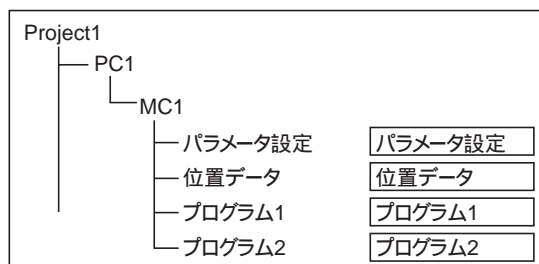 Project1
PC1
MC1
パラメータ設定 パラメータ設定
位置データ 位置データ
プログラム1 プログラム1
プログラム2 プログラム2